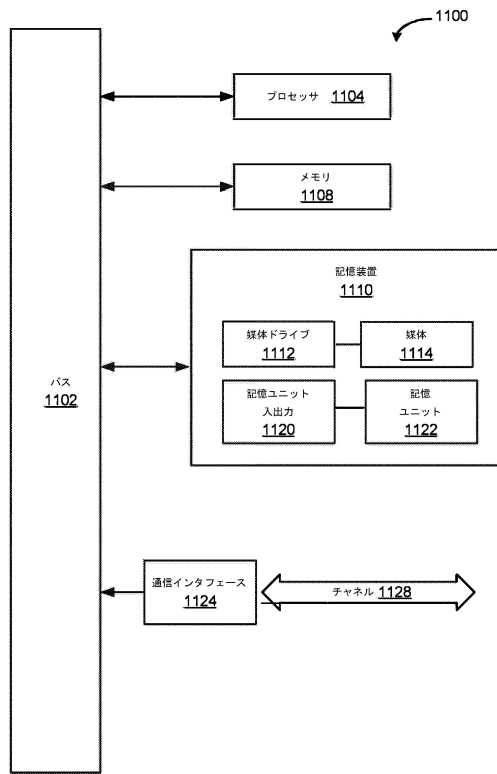 1100
プロセッサ 1104
メモリ
1108
記憶装置
1110
媒体ドライブ
1112
媒体
1114
バス
1102
記憶ユニット
入出力
1120
記憶
ユニット
1122
通信インタフェース
1124
チャネル 1128